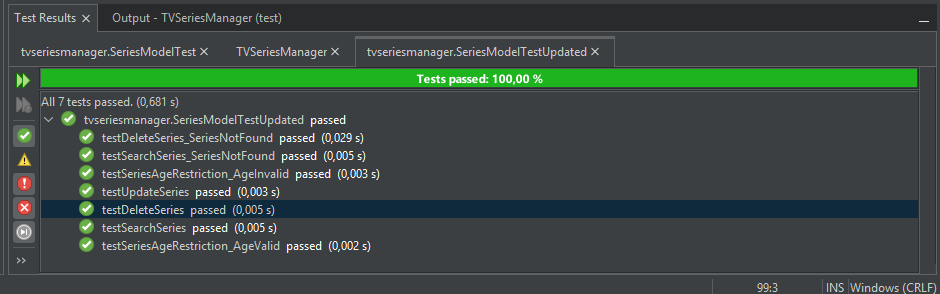 Test Results × Output - TVSeriesManager (test)
tvseriesmanager.SeriesModelTest × TVSeriesManager × tvseriesmanager.SeriesModelTestUpdated ×
Tests passed: 100,00 %
All 7 tests passed. (0,681 s)
tvseriesmanager.SeriesModelTestUpdated passed
testDeleteSeries_SeriesNotFound passed (0,029 s)
testSearchSeries_SeriesNotFound passed (0,005 s)
testSeriesAgeRestriction_AgeInvalid passed (0,003 s)
testUpdateSeries passed (0,003 s)
testDeleteSeries passed (0,005 s)
testSearchSeries passed (0,005 s)
testSeriesAgeRestriction_AgeValid passed (0,002 s)
99:3 INS Windows (CRLF)